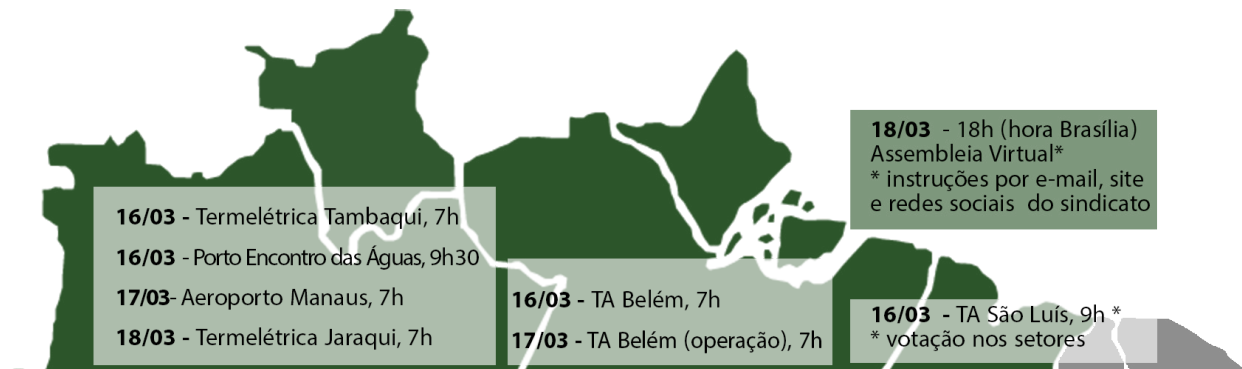 16/03 - Termelétrica Tambaqui, 7h
16/03 - Porto Encontro das Águas, 9h30
17/03- Aeroporto Manaus, 7h
18/03 - Termelétrica Jaraqui, 7h
16/03 - TA Belém, 7h
17/03 - TA Belém (operação), 7h
18/03 - 18h (hora Brasília)
Assembleia Virtual*
* instruções por e-mail, site
e redes sociais do sindicato
16/03 - TA São Luís, 9h *
* votação nos setores